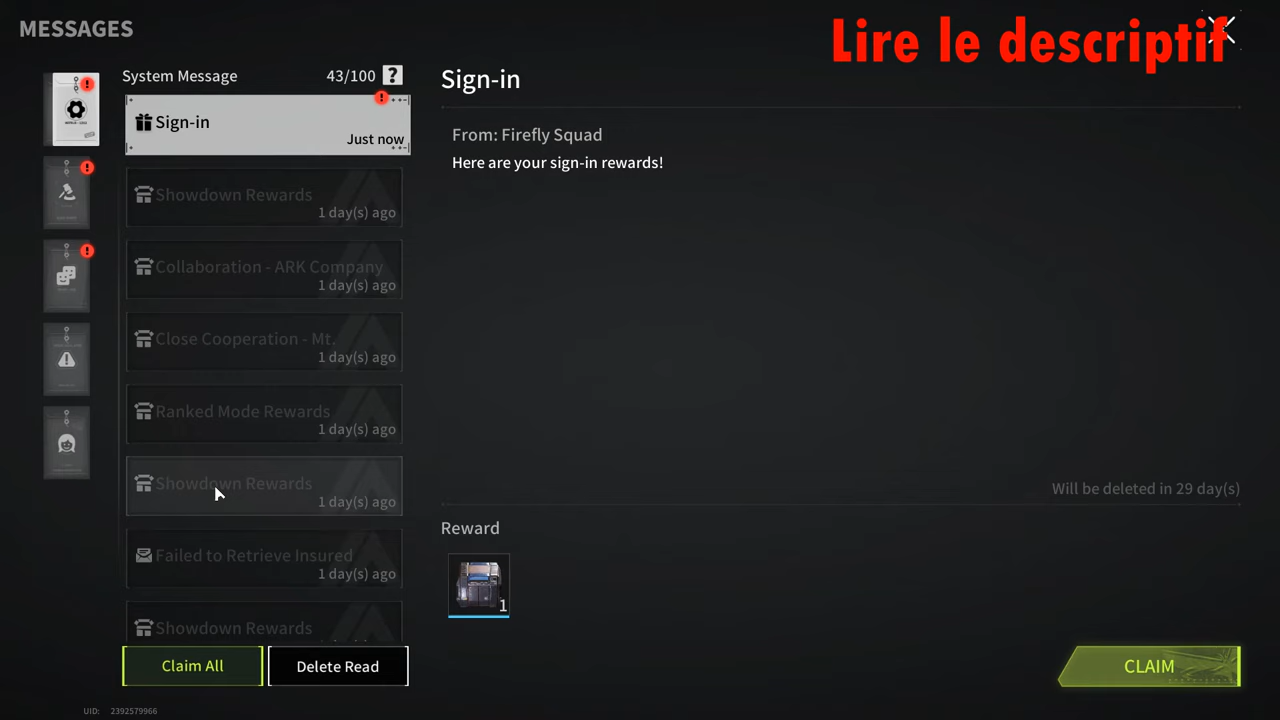 MESSAGES
Lire le descriptif
System Message 43/100 ?
Sign-in
Just now
Showdown Rewards
1 day(s) ago
Collaboration - ARK Company
1 day(s) ago
Close Cooperation - Mt.
1 day(s) ago
Ranked Mode Rewards
1 day(s) ago
Showdown Rewards
1 day(s) ago
Failed to Retrieve Insured
1 day(s) ago
Showdown Rewards
Claim All
Delete Read
Sign-in
From: Firefly Squad
Here are your sign-in rewards!
Will be deleted in 29 day(s)
Reward
1
CLAIM
UID: 2392579966